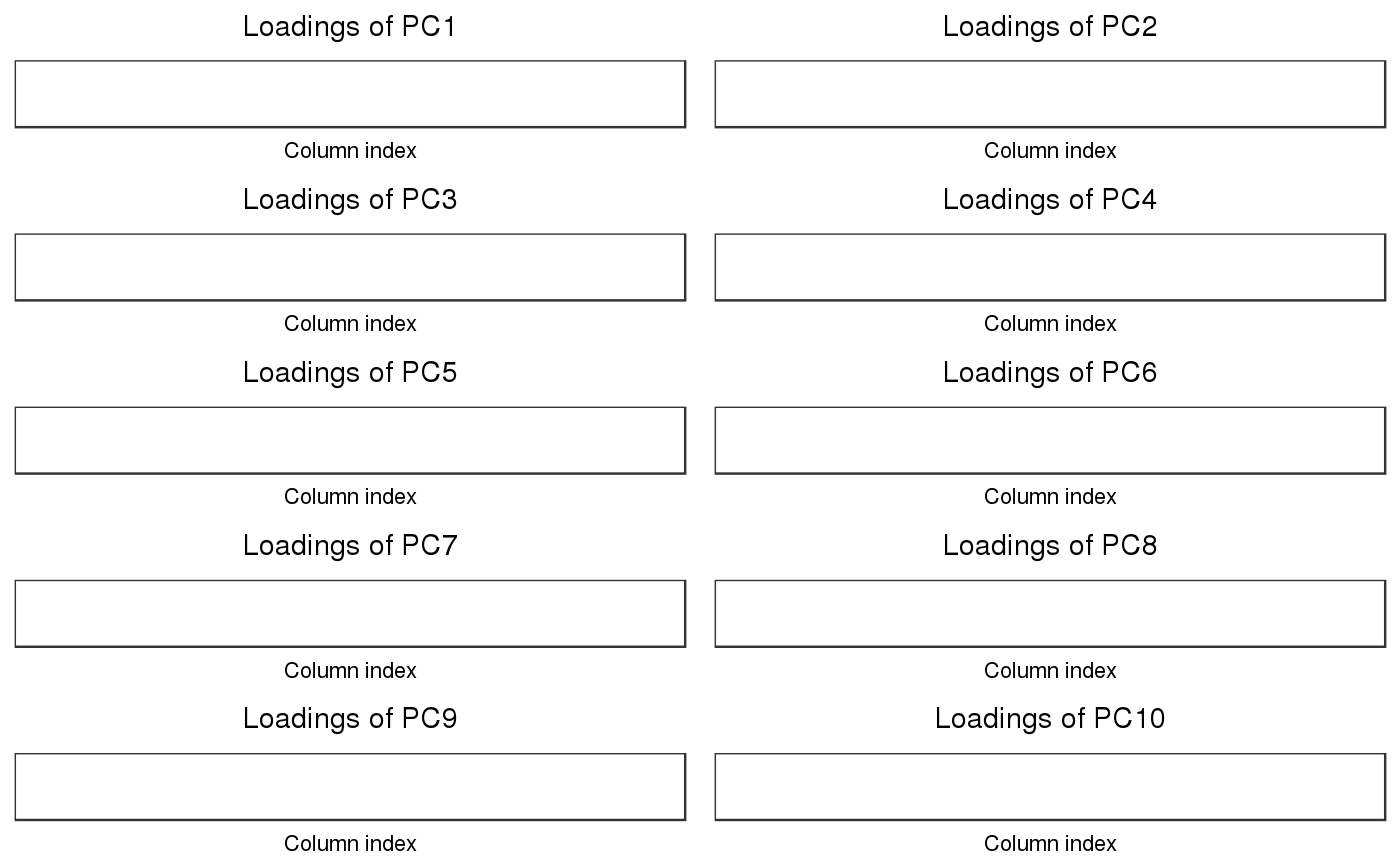 Loadings of PC1
Loadings of PC2
Column index
Column index
Loadings of PC3
Loadings of PC4
Column index
Column index
Loadings of PC5
Loadings of PC6
Column index
Column index
Loadings of PC7
Loadings of PC8
Column index
Column index
Loadings of PC9
Loadings of PC10
Column index
Column index